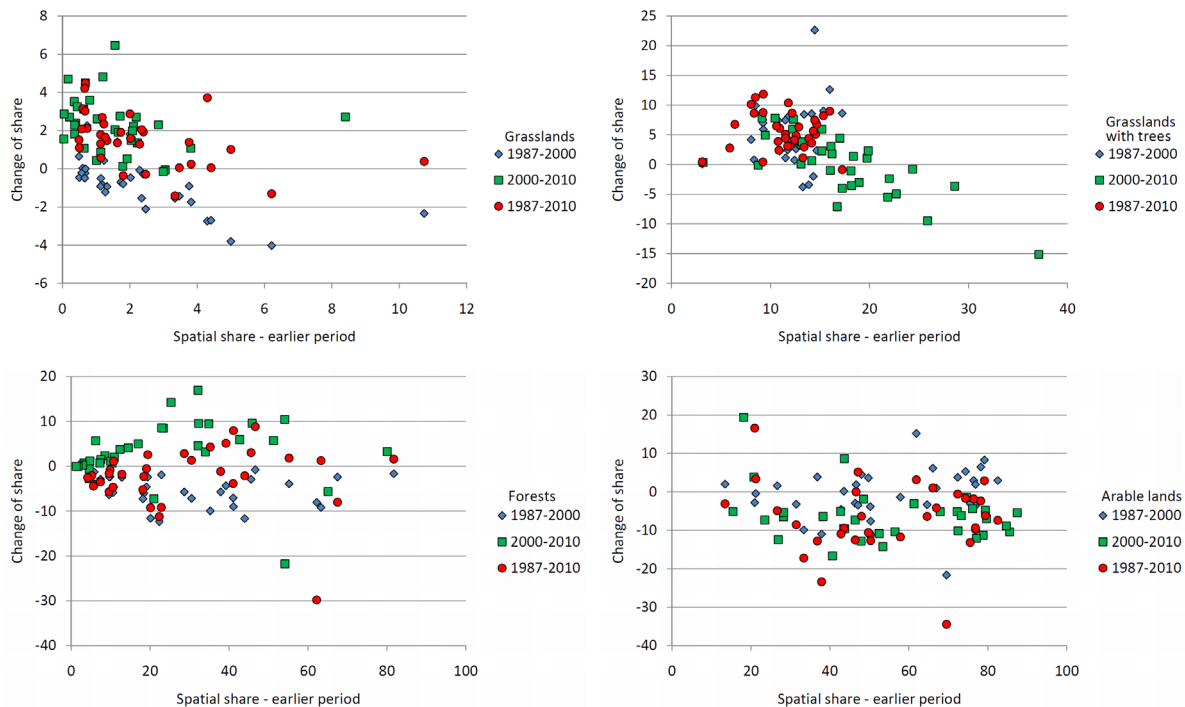 8
6
4
2
0
-2
-4
-6
0 2 4 6 8 10 12
Change of share
Spatial share - earlier period
Grasslands
1987-2000
2000-2010
1987-2010
25
20
15
10
5
0
-5
-10
-15
-20
0 10 20 30 40
Change of share
Spatial share - earlier period
Grasslands
with trees
1987-2000
2000-2010
1987-2010
20
10
0
-10
-20
-30
-40
0 20 40 60 80 100
Change of share
Spatial share - earlier period
Forests
1987-2000
2000-2010
1987-2010
30
20
10
0
-10
-20
-30
-40
0 20 40 60 80 100
Change of share
Spatial share - earlier period
Arable lands
1987-2000
2000-2010
1987-2010